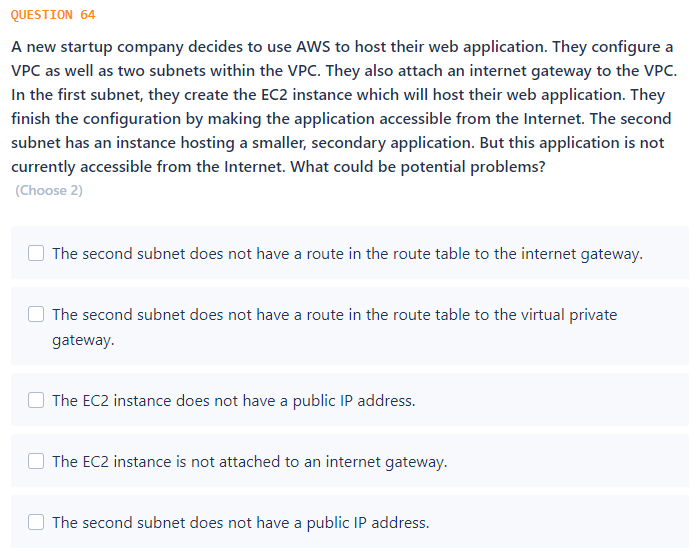 QUESTION 64
A new startup company decides to use AWS to host their web application. They configure a
VPC as well as two subnets within the VPC. They also attach an internet gateway to the VPC.
In the first subnet, they create the EC2 instance which will host their web application. They
finish the configuration by making the application accessible from the Internet. The second
subnet has an instance hosting a smaller, secondary application. But this application is not
currently accessible from the Internet. What could be potential problems?
(Choose 2)
The second subnet does not have a route in the route table to the internet gateway.
The second subnet does not have a route in the route table to the virtual private
gateway.
The EC2 instance does not have a public IP address.
The EC2 instance is not attached to an internet gateway.
The second subnet does not have a public IP address.